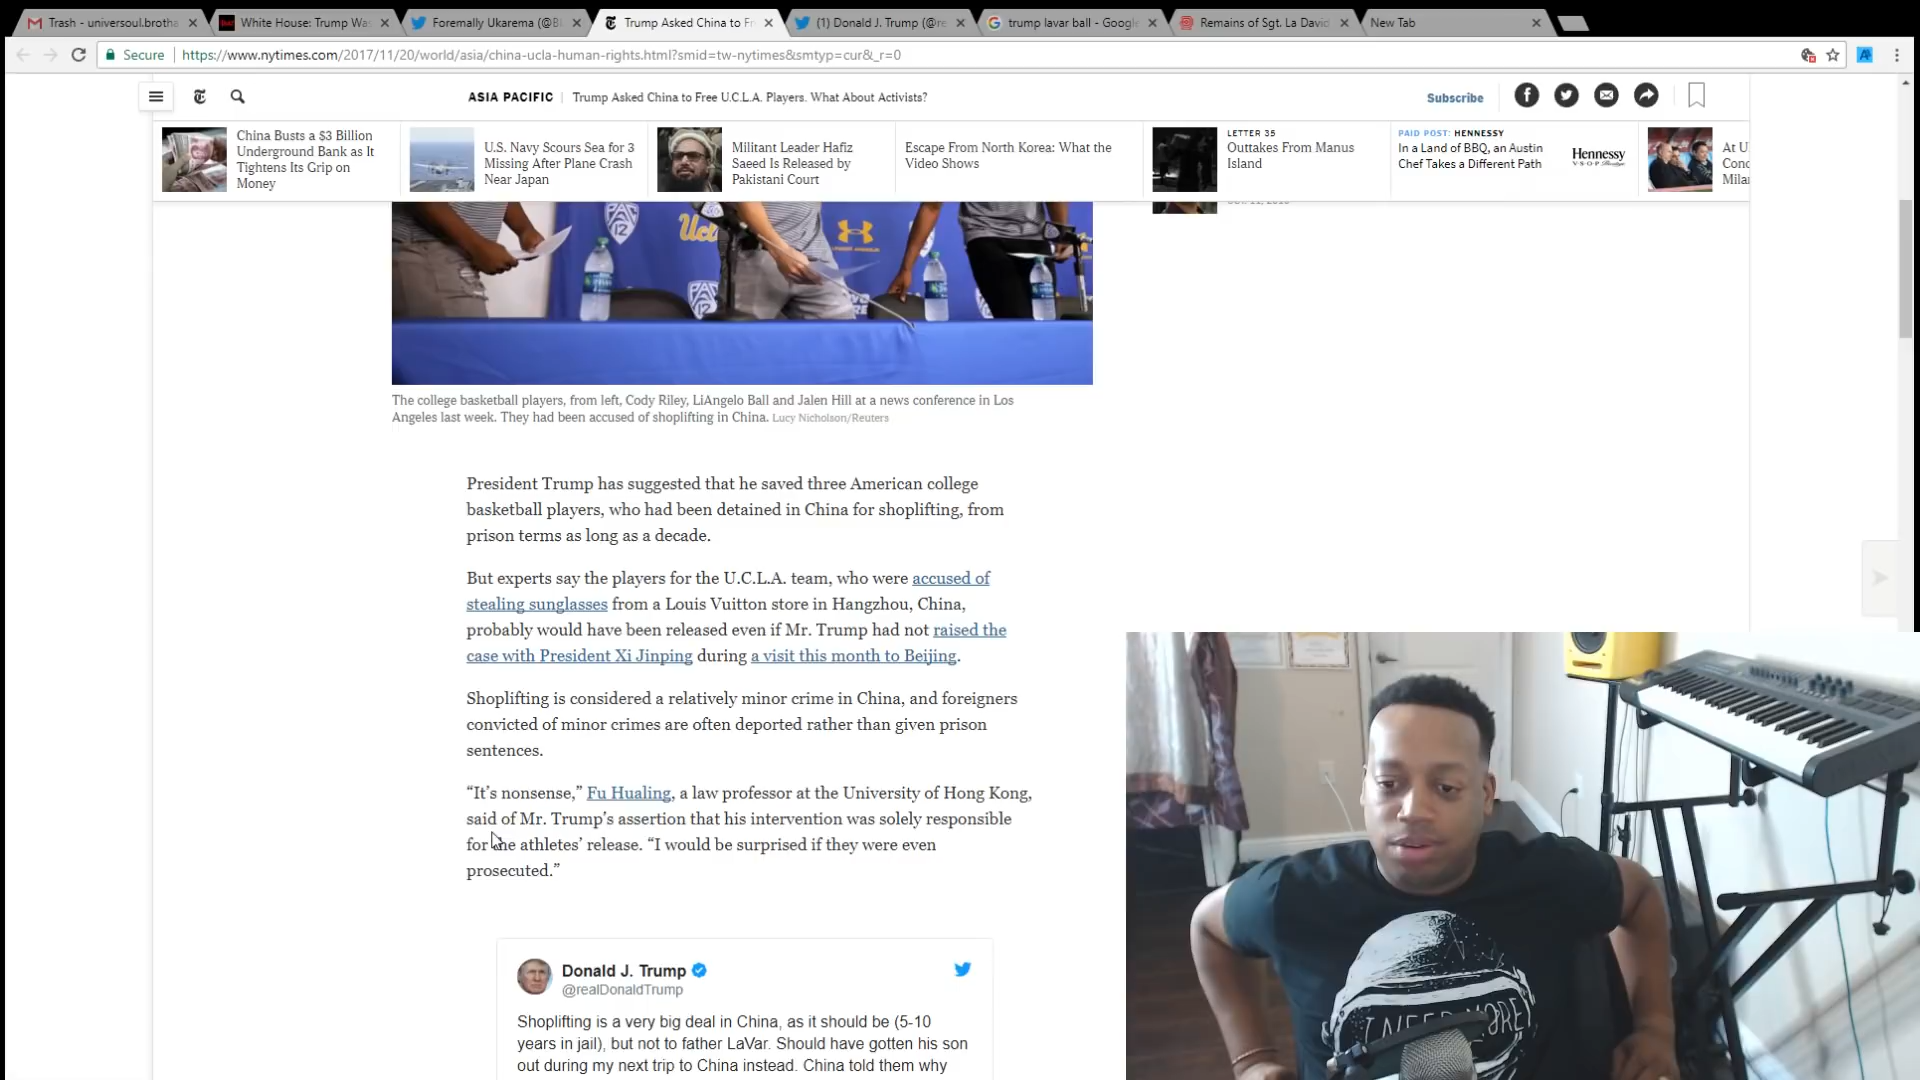 Trash - universoul.brotha
White House: Trump Was
Foremally Ukarema (@Bl
Trump Asked China to Fr
(1) Donald J. Trump (@re
trump lavar ball - Google
Remains of Sgt. La David
New Tab
Secure
https://www.nytimes.com/2017/11/20/world/asia/china-ucla-human-rights.html?smid=tw-nytimes&smtyp=cur&_r=0
ASIA PACIFIC
Trump Asked China to Free U.C.L.A. Players. What About Activists?
Subscribe
China Busts a $3 Billion
Underground Bank as It
Tightens Its Grip on
Money
U.S. Navy Scours Sea for 3
Missing After Plane Crash
Near Japan
Militant Leader Hafiz
Saeed Is Released by
Pakistani Court
Escape From North Korea: What the
Video Shows
LETTER 35
Outtakes From Manus
Island
PAID POST: HENNESSY
In a Land of BBQ, an Austin
Chef Takes a Different Path
Hennessy
At U
Conc
Milar
PAC
12
Ucl
UNDER ARMOUR
PAC
12
The college basketball players, from left, Cody Riley, LiAngelo Ball and Jalen Hill at a news conference in Los
Angeles last week. They had been accused of shoplifting in China. Lucy Nicholson/Reuters
President Trump has suggested that he saved three American college
basketball players, who had been detained in China for shoplifting, from
prison terms as long as a decade.
But experts say the players for the U.C.L.A. team, who were accused of
stealing sunglasses from a Louis Vuitton store in Hangzhou, China,
probably would have been released even if Mr. Trump had not raised the
case with President Xi Jinping during a visit this month to Beijing.
Shoplifting is considered a relatively minor crime in China, and foreigners
convicted of minor crimes are often deported rather than given prison
sentences.
“It’s nonsense,” Fu Hualing, a law professor at the University of Hong Kong,
said of Mr. Trump’s assertion that his intervention was solely responsible
for the athletes’ release. “I would be surprised if they were even
prosecuted.”
Donald J. Trump
@realDonaldTrump
Shoplifting is a very big deal in China, as it should be (5-10
years in jail), but not to father LaVar. Should have gotten his son
out during my next trip to China instead. China told them why
I NEED MORE